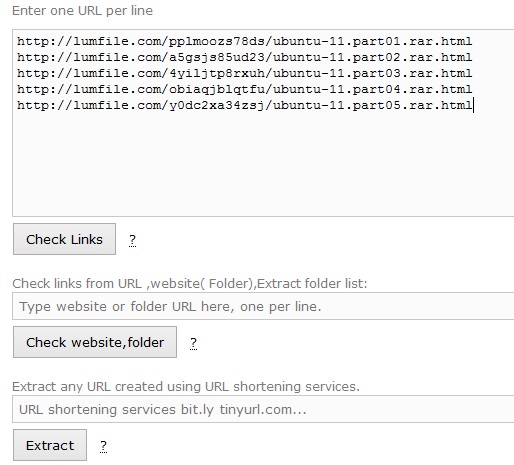 Enter one URL per line
http://lumfile.com/pplmoozs78ds/ubuntu-11.part01.rar.html
http://lumfile.com/a5gsjs85ud23/ubuntu-11.part02.rar.html
http://lumfile.com/4yiljtp8rxuh/ubuntu-11.part03.rar.html
http://lumfile.com/obiaqjblqtfu/ubuntu-11.part04.rar.html
http://lumfile.com/y0dc2xa34zsj/ubuntu-11.part05.rar.html
Check Links ?
Check links from URL ,website( Folder),Extract folder list:
Type website or folder URL here, one per line.
Check website,folder ?
Extract any URL created using URL shortening services.
URL shortening services bit.ly tinyurl.com...
Extract ?